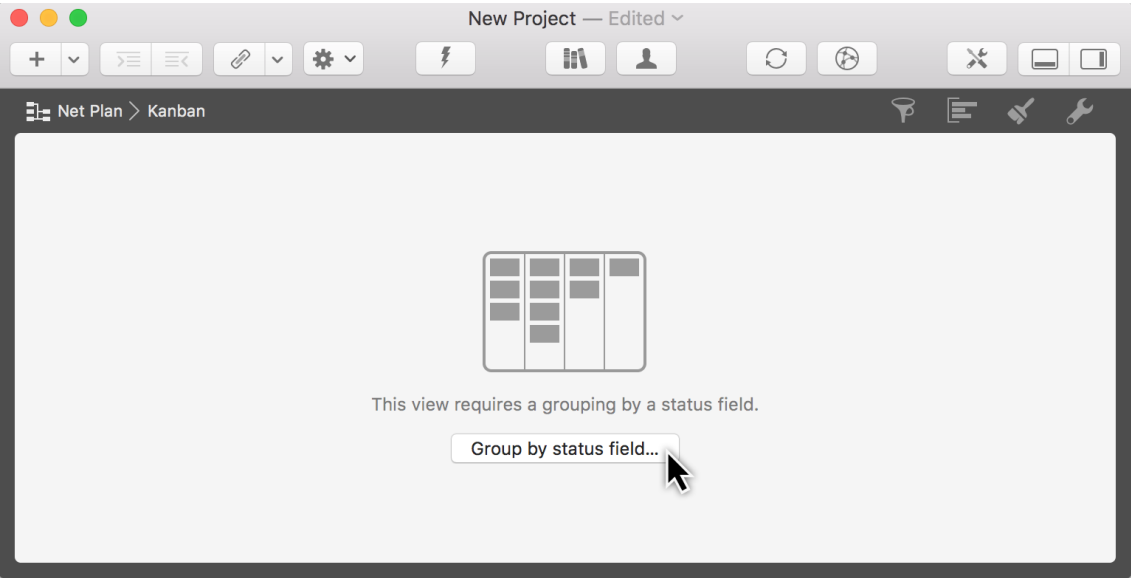 New Project — Edited
Net Plan Kanban
This view requires a grouping by a status field.
Group by status field...